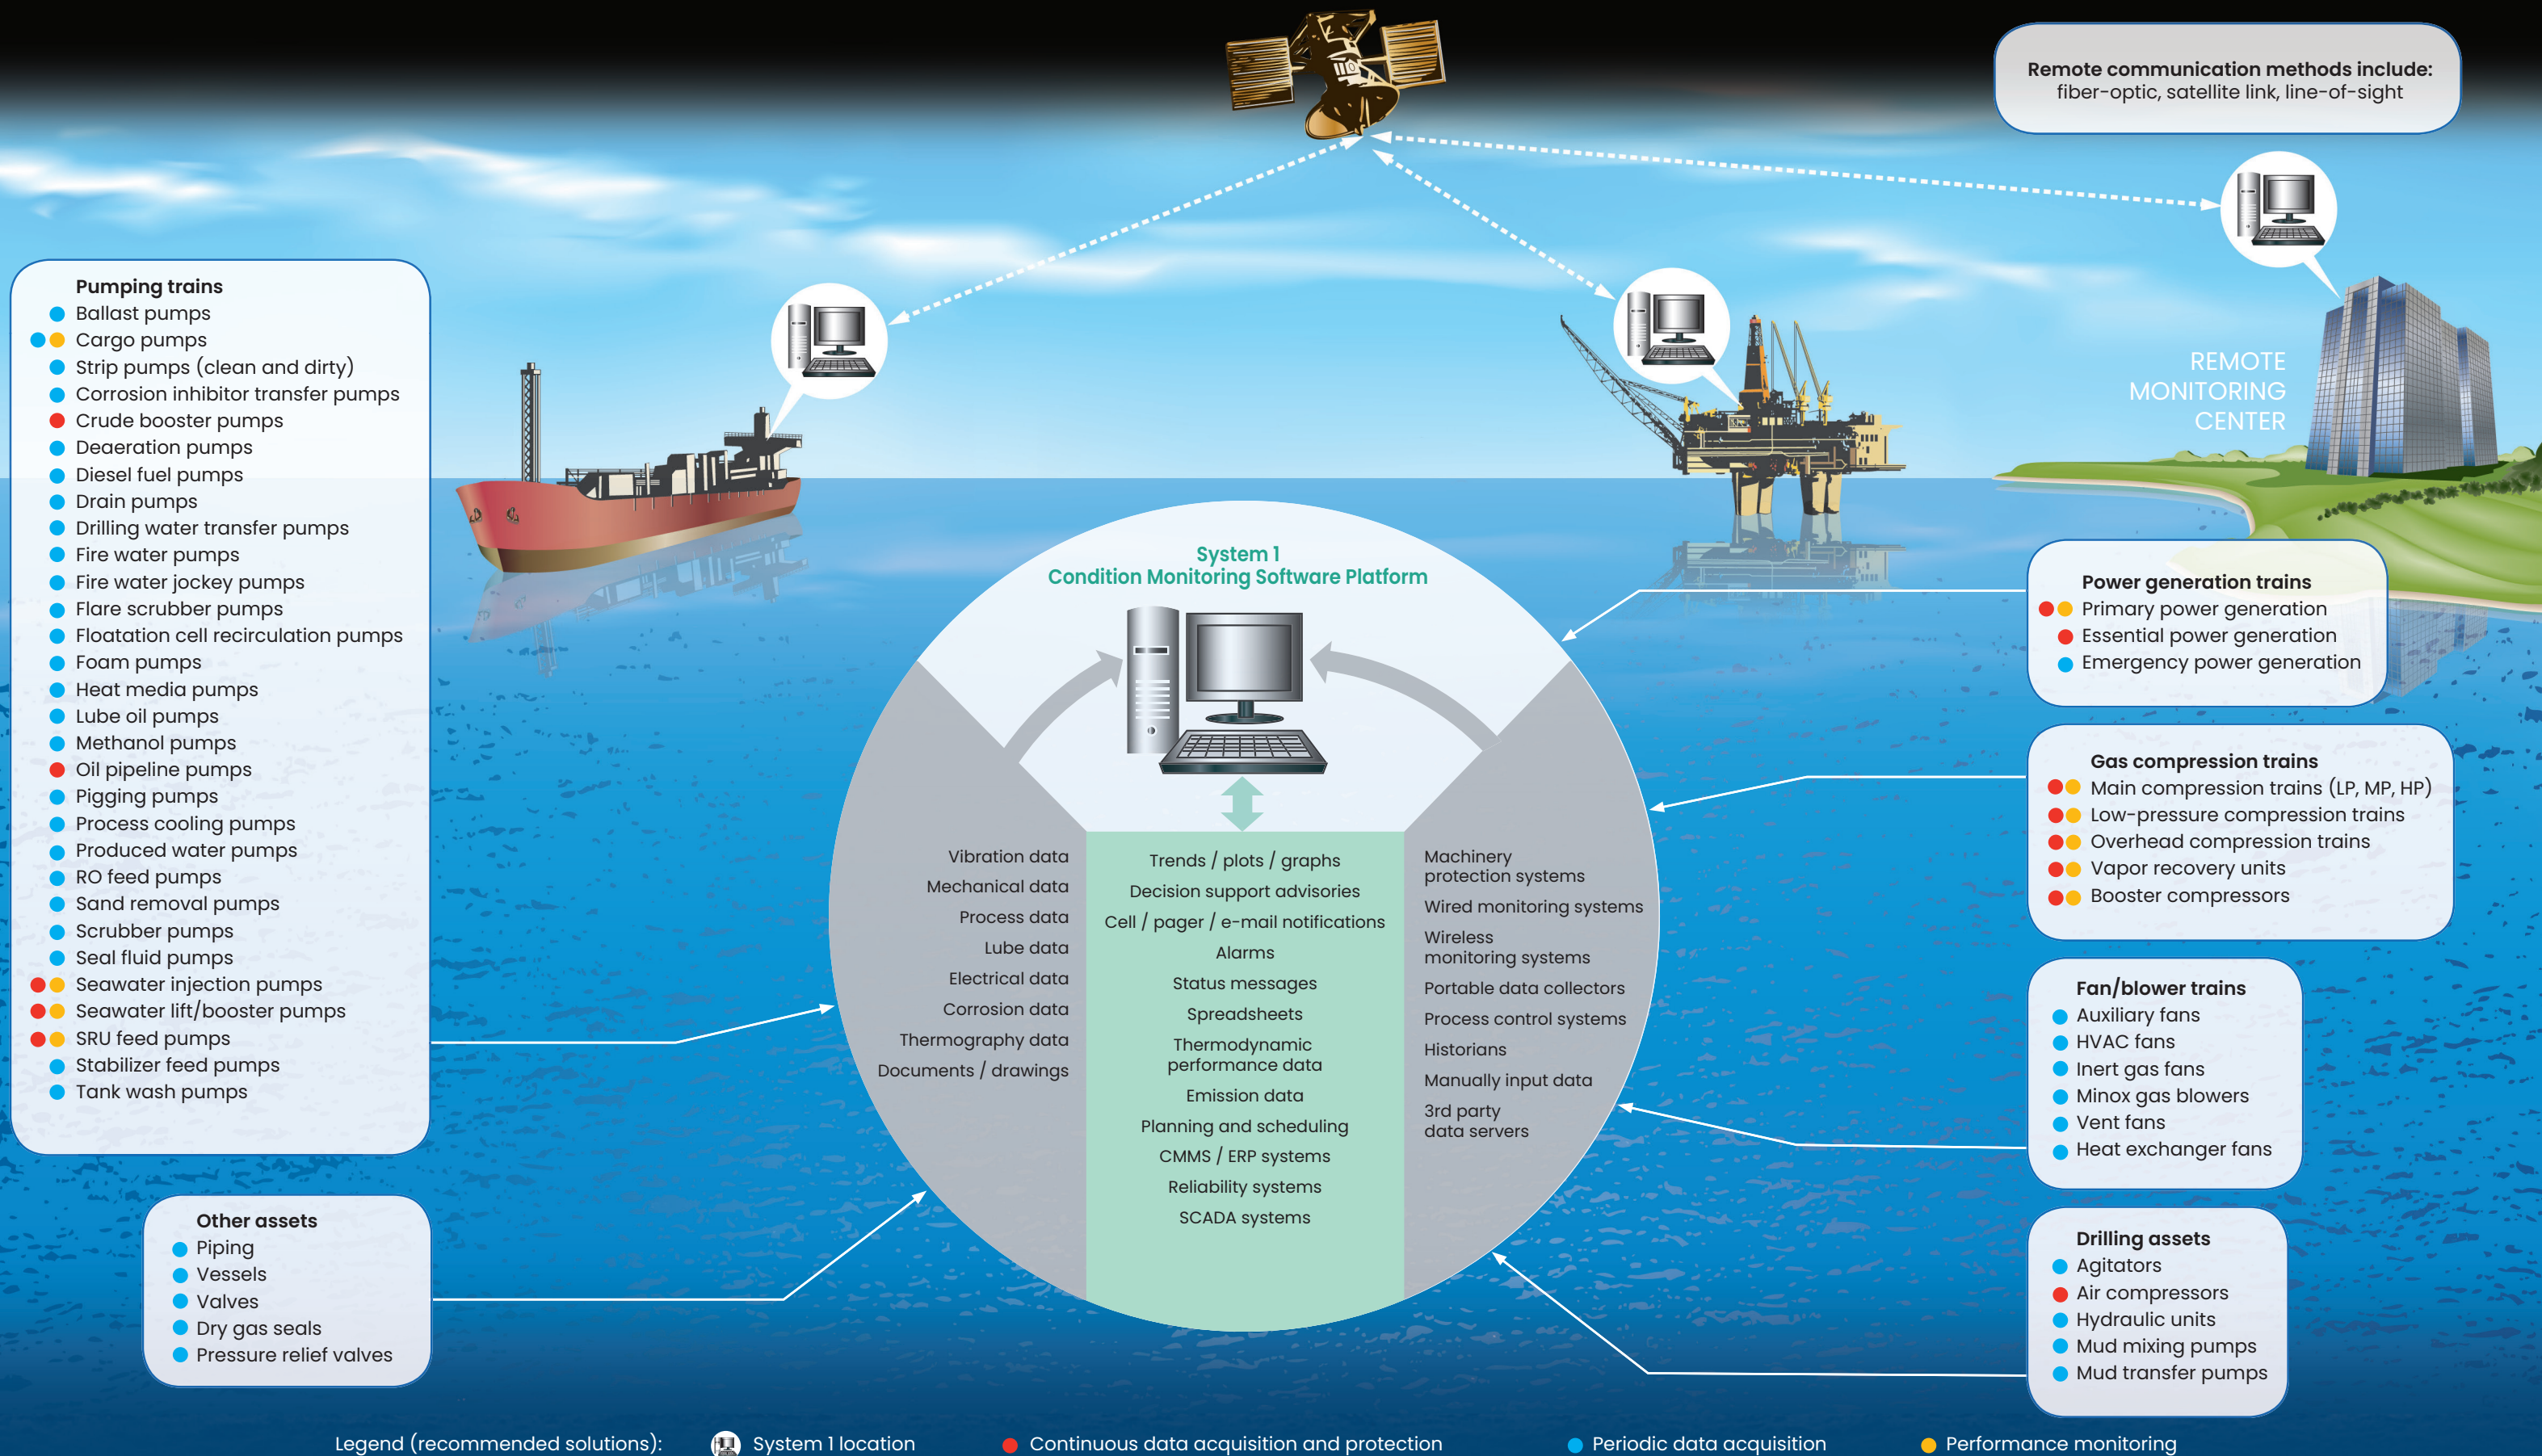 Remote communication methods include:
fiber-optic, satellite link, line-of-sight
REMOTE
MONITORING
CENTER
Pumping trains
Ballast pumps
Cargo pumps
Strip pumps (clean and dirty)
Corrosion inhibitor transfer pumps
Crude booster pumps
Deaeration pumps
Diesel fuel pumps
Drain pumps
Drilling water transfer pumps
Fire water pumps
Fire water jockey pumps
Flare scrubber pumps
Floatation cell recirculation pumps
Foam pumps
Heat media pumps
Lube oil pumps
Methanol pumps
Oil pipeline pumps
Pigging pumps
Process cooling pumps
Produced water pumps
RO feed pumps
Sand removal pumps
Scrubber pumps
Seal fluid pumps
Seawater injection pumps
Seawater lift/booster pumps
SRU feed pumps
Stabilizer feed pumps
Tank wash pumps
Other assets
Piping
Vessels
Valves
Dry gas seals
Pressure relief valves
System 1
Condition Monitoring Software Platform
Vibration data
Mechanical data
Process data
Lube data
Electrical data
Corrosion data
Thermography data
Documents / drawings
Trends / plots / graphs
Decision support advisories
Cell / pager / e-mail notifications
Alarms
Status messages
Spreadsheets
Thermodynamic
performance data
Emission data
Planning and scheduling
CMMS / ERP systems
Reliability systems
SCADA systems
Machinery
protection systems
Wired monitoring systems
Wireless
monitoring systems
Portable data collectors
Process control systems
Historians
Manually input data
3rd party
data servers
Power generation trains
Primary power generation
Essential power generation
Emergency power generation
Gas compression trains
Main compression trains (LP, MP, HP)
Low-pressure compression trains
Overhead compression trains
Vapor recovery units
Booster compressors
Fan/blower trains
Auxiliary fans
HVAC fans
Inert gas fans
Minox gas blowers
Vent fans
Heat exchanger fans
Drilling assets
Agitators
Air compressors
Hydraulic units
Mud mixing pumps
Mud transfer pumps
Legend (recommended solutions): System 1 location Continuous data acquisition and protection Periodic data acquisition Performance monitoring